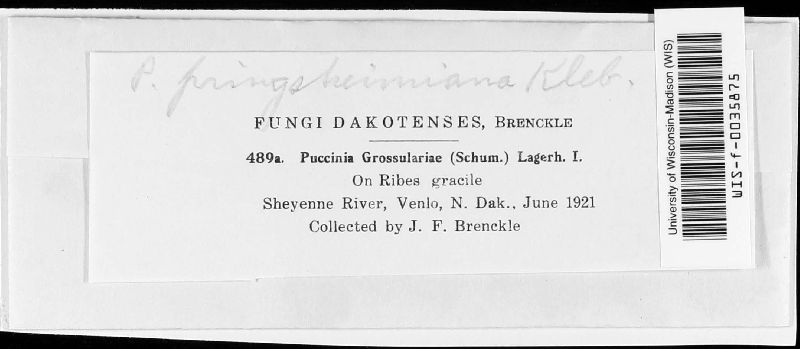 P. pringsheimiana Kleb.
FUNGI DAKOTENSES, BRENCKLE
489a. Puccinia Grossulariae (Schum.) Lagerh. I.
On Ribes gracile
Sheyenne River, Venlo, N. Dak., June 1921
Collected by J. F. Brenckle
University of Wisconsin-Madison (WIS)
WIS-f-0035875